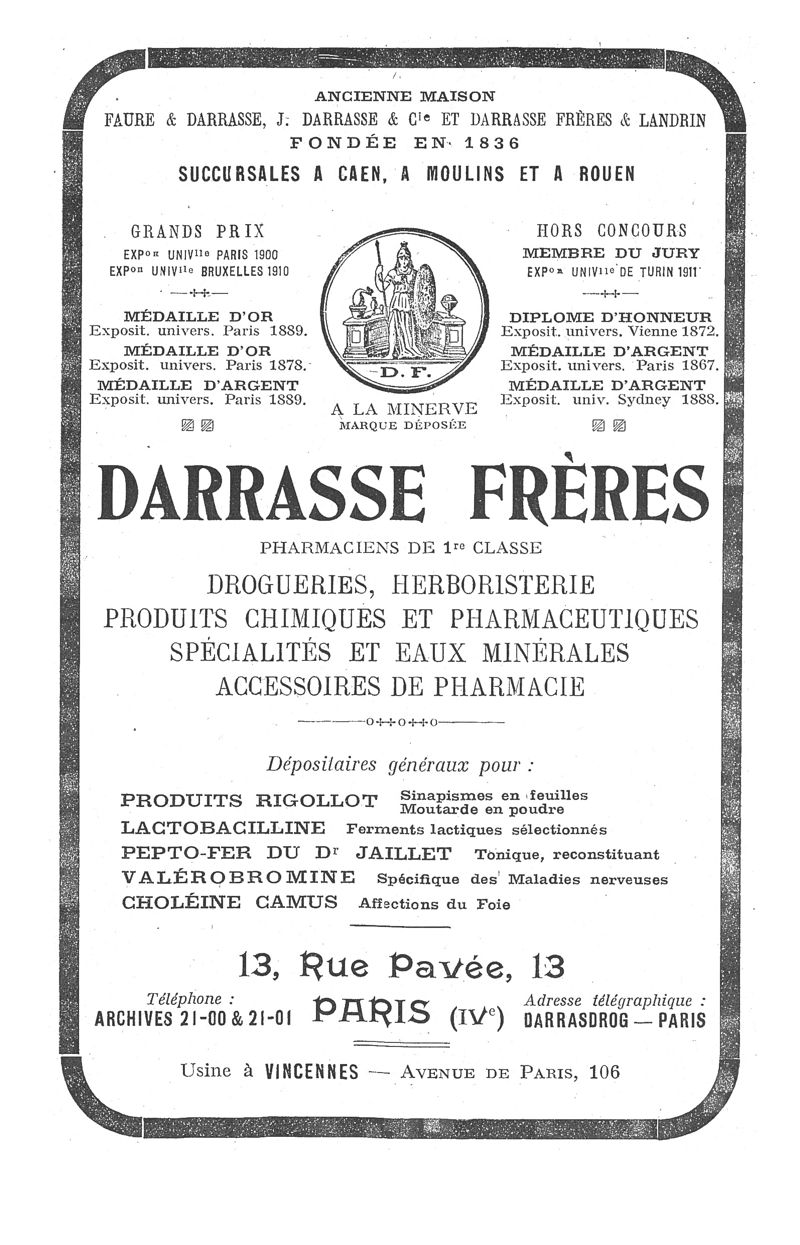 ANCIENNE MAISON
FAURE & DARRASSE, J. DARRASSE & Cie ET DARRASSE FRÈRES & LANDRIN
FONDÉE EN 1836
SUCCURSALES A CAEN, A MOULINS ET A ROUEN
GRANDS PRIX
EXPon UNIVlle PARIS 1900
EXPon UNIVlle BRUXELLES 1910
MÉDAILLE D'OR
Exposit. univers. Paris 1889.
MÉDAILLE D'OR
Exposit. univers. Paris 1878.
MÉDAILLE D'ARGENT
Exposit. univers. Paris 1889.
D. F.
A LA MINERVE
MARQUE DÉPOSÉE
HORS CONCOURS
MEMBRE DU JURY
EXPon UNIVlle DE TURIN 1911
DIPLOME D'HONNEUR
Exposit. univers. Vienne 1872.
MÉDAILLE D'ARGENT
Exposit. univers. Paris 1867.
MÉDAILLE D'ARGENT
Exposit. univ. Sydney 1888.
DARRASSE FRÈRES
PHARMACIENS DE 1re CLASSE
DROGUERIES, HERBORISTERIE
PRODUITS CHIMIQUES ET PHARMACEUTIQUES
SPÉCIALITÉS ET EAUX MINÉRALES
ACCESSOIRES DE PHARMACIE
Dépositaires généraux pour :
PRODUITS RIGOLLOT Sinapismes en feuilles
Moutarde en poudre
LACTOBACILLINE Ferments lactiques sélectionnés
PEPTO-FER DU Dr JAILLET Tonique, reconstituant
VALÉROBROMINE Spécifique des Maladies nerveuses
CHOLÉINE CAMUS Affections du Foie
13, Rue Pavée, 13
Téléphone :
ARCHIVES 21-00 & 21-01
PARIS (IVe)
Adresse télégraphique :
DARRASDROG — PARIS
Usine à VINCENNES — AVENUE DE PARIS, 106